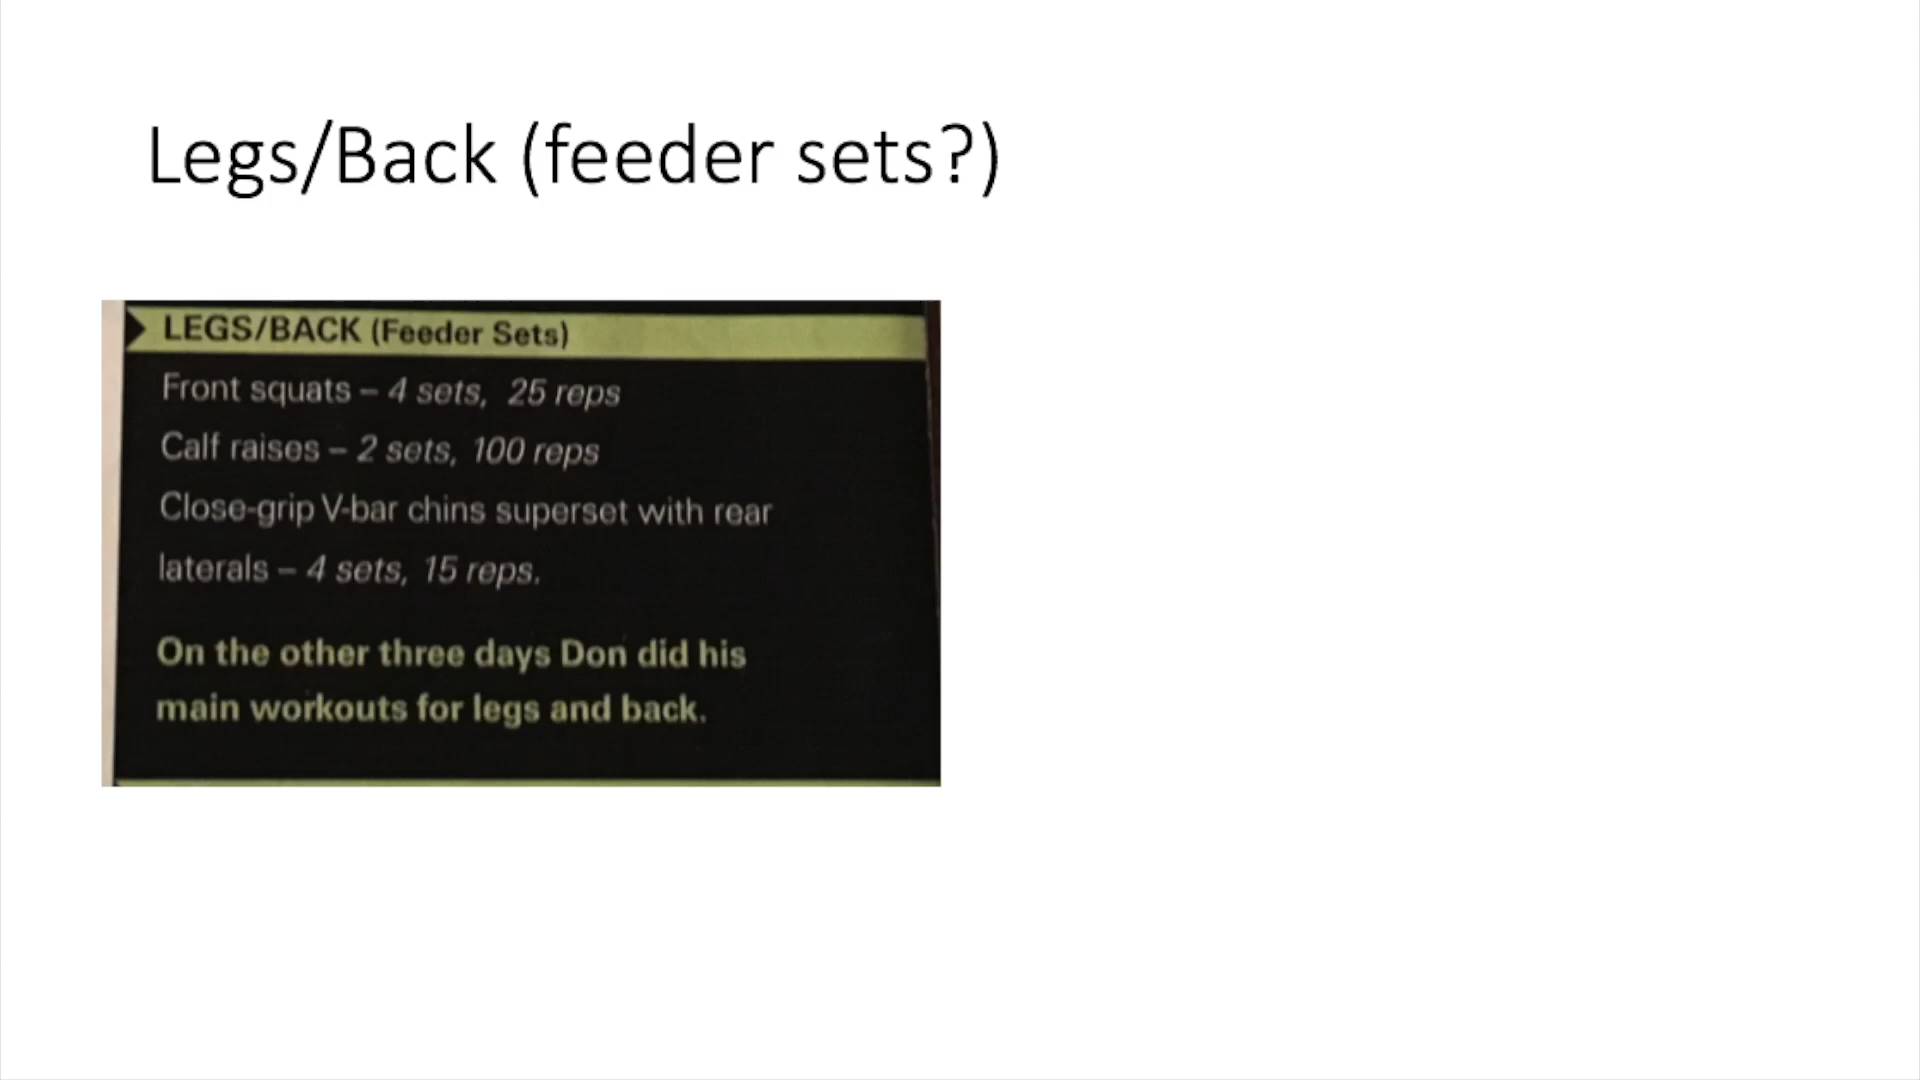 Legs/Back (feeder sets?)
LEGS/BACK (Feeder Sets)
Front squats – 4 sets, 25 reps
Calf raises – 2 sets, 100 reps
Close-grip V-bar chins superset with rear
laterals – 4 sets, 15 reps.
On the other three days Don did his
main workouts for legs and back.